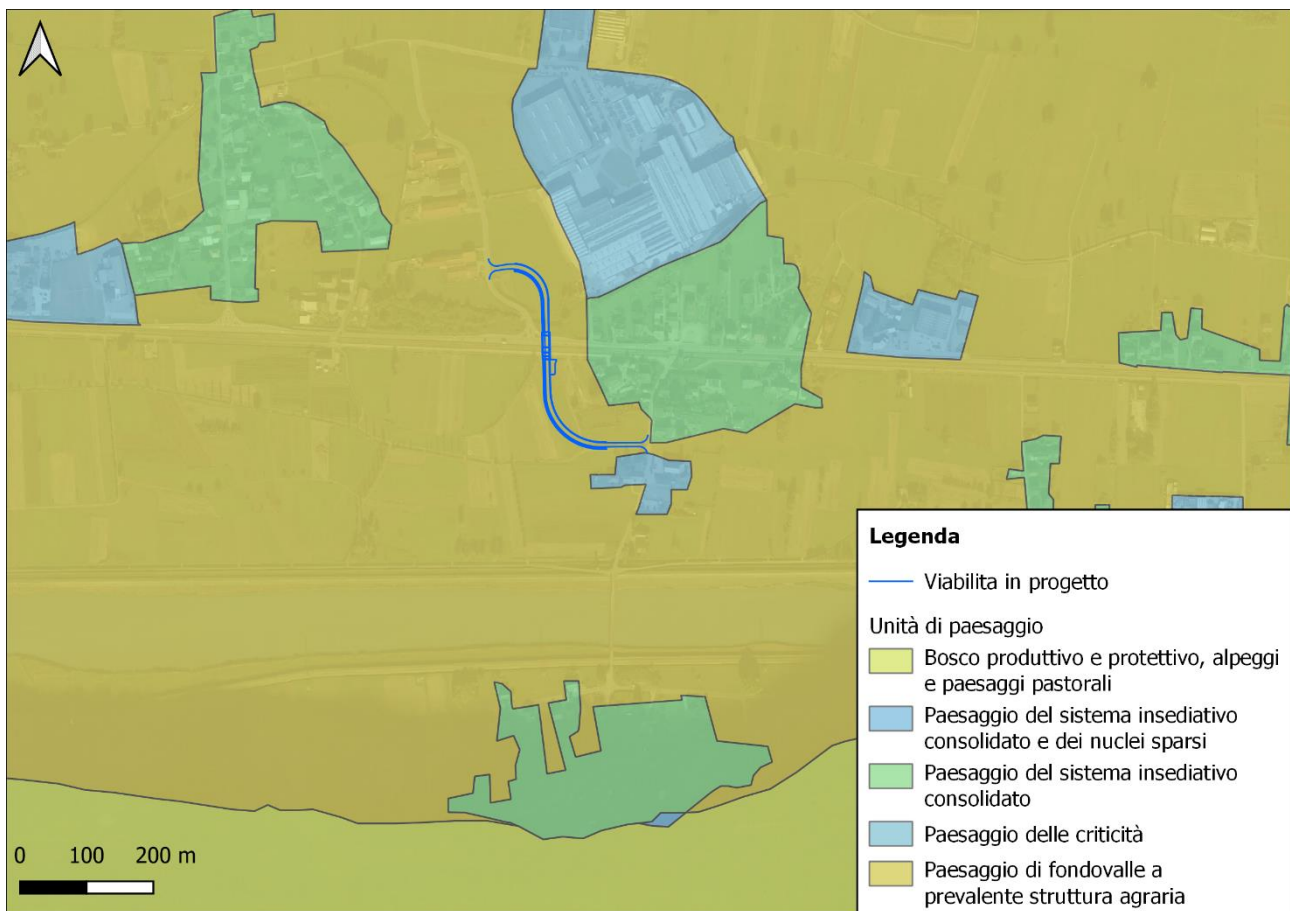 Legenda
Viabilita in progetto
Unità di paesaggio
Bosco produttivo e protettivo, alpeggi
e paesaggi pastorali
Paesaggio del sistema insediativo
consolidato e dei nuclei sparsi
Paesaggio del sistema insediativo
consolidato
Paesaggio delle criticità
Paesaggio di fondovalle a
prevalente struttura agraria
0 100 200 m